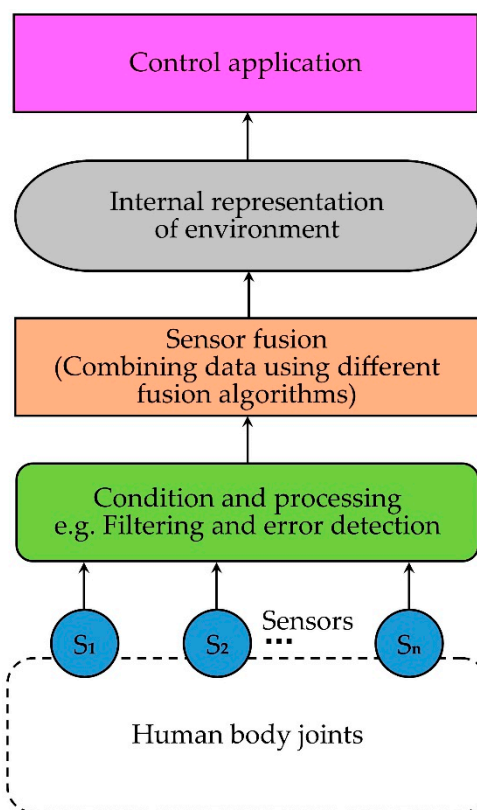 Control application
Internal representation
of environment
Sensor fusion
(Combining data using different
fusion algorithms)
Condition and processing
e.g. Filtering and error detection
Sensors
S₁ S₂ ... Sₙ
Human body joints